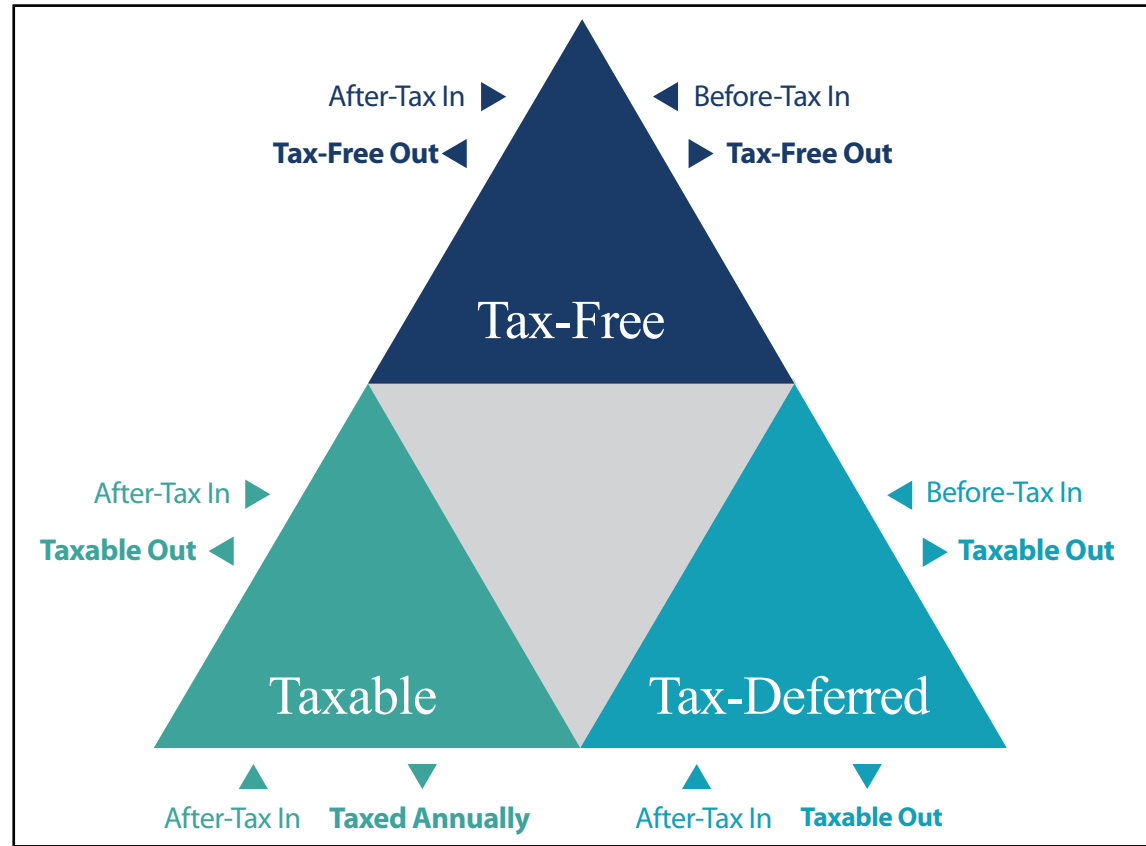 After-Tax In
Before-Tax In
Tax-Free Out
Tax-Free Out
Tax-Free
After-Tax In
Before-Tax In
Taxable Out
Taxable Out
Taxable
Tax-Deferred
After-Tax In
Taxed Annually
After-Tax In
Taxable Out